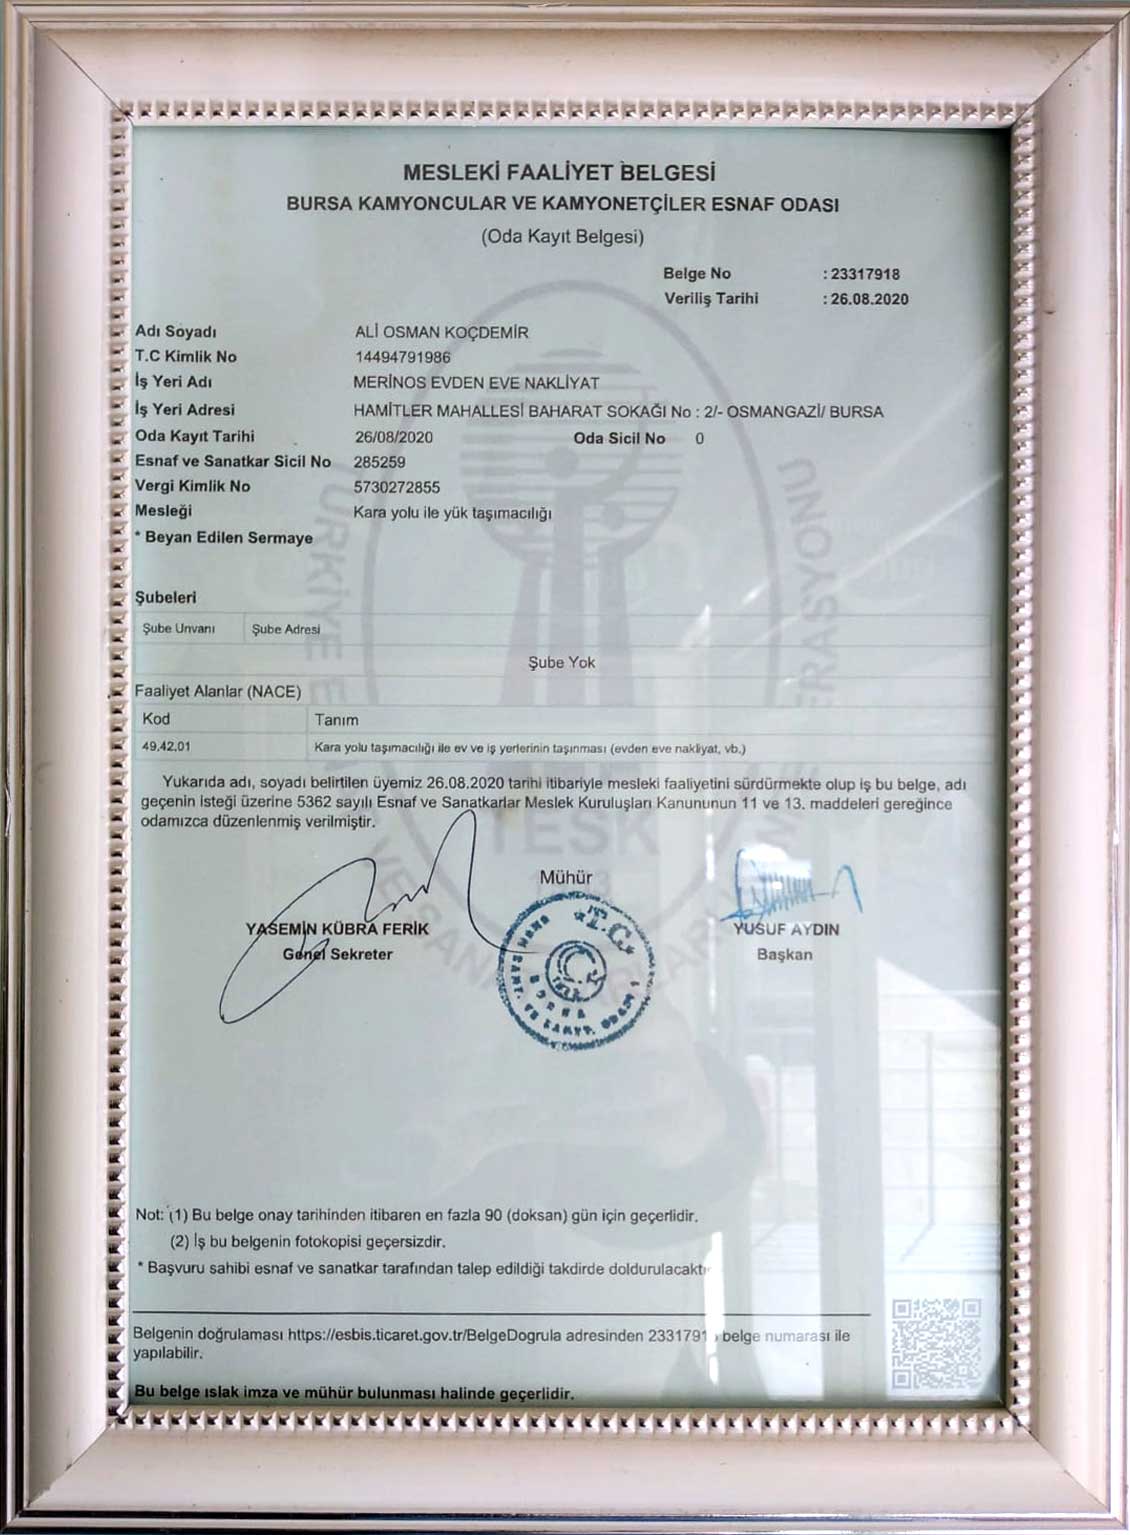 MESLEKİ FAALİYET BELGESİ
BURSA KAMYONCULAR VE KAMYONETÇİLER ESNAF ODASI
(Oda Kayıt Belgesi)
Belge No : 23317918
Veriliş Tarihi : 26.08.2020
Adı Soyadı ALİ OSMAN KOÇDEMİR
T.C Kimlik No 14494791986
İş Yeri Adı MERİNOS EVDEN EVE NAKLİYAT
İş Yeri Adresi HAMİTLER MAHALLESİ BAHARAT SOKAĞI No : 2/- OSMANGAZİ/ BURSA
Oda Kayıt Tarihi 26/08/2020 Oda Sicil No 0
Esnaf ve Sanatkar Sicil No 285259
Vergi Kimlik No 5730272855
Mesleği Kara yolu ile yük taşımacılığı
* Beyan Edilen Sermaye
Şubeleri
Şube Unvanı Şube Adresi
Şube Yok
Faaliyet Alanlar (NACE)
Kod Tanım
49.42.01 Kara yolu taşımacılığı ile ev ve iş yerlerinin taşınması (evden eve nakliyat, vb.)
Yukarıda adı, soyadı belirtilen üyemiz 26.08.2020 tarihi itibariyle mesleki faaliyetini sürdürmekte olup iş bu belge, adı
geçenin isteği üzerine 5362 sayılı Esnaf ve Sanatkarlar Meslek Kuruluşları Kanununun 11 ve 13. maddeleri gereğince
odamızca düzenlenmiş verilmiştir.
TESK
Mühür
YASEMİN KÜBRA FERİK
Genel Sekreter
T.C.
BURSA
YUSUF AYDIN
Başkan
Not: (1) Bu belge onay tarihinden itibaren en fazla 90 (doksan) gün için geçerlidir.
(2) İş bu belgenin fotokopisi geçersizdir.
* Başvuru sahibi esnaf ve sanatkar tarafından talep edildiği takdirde doldurulacaktı
Belgenin doğrulaması https://esbis.ticaret.gov.tr/BelgeDogrula adresinden 2331791 belge numarası ile
yapılabilir.
Bu belge ıslak imza ve mühür bulunması halinde geçerlidir.